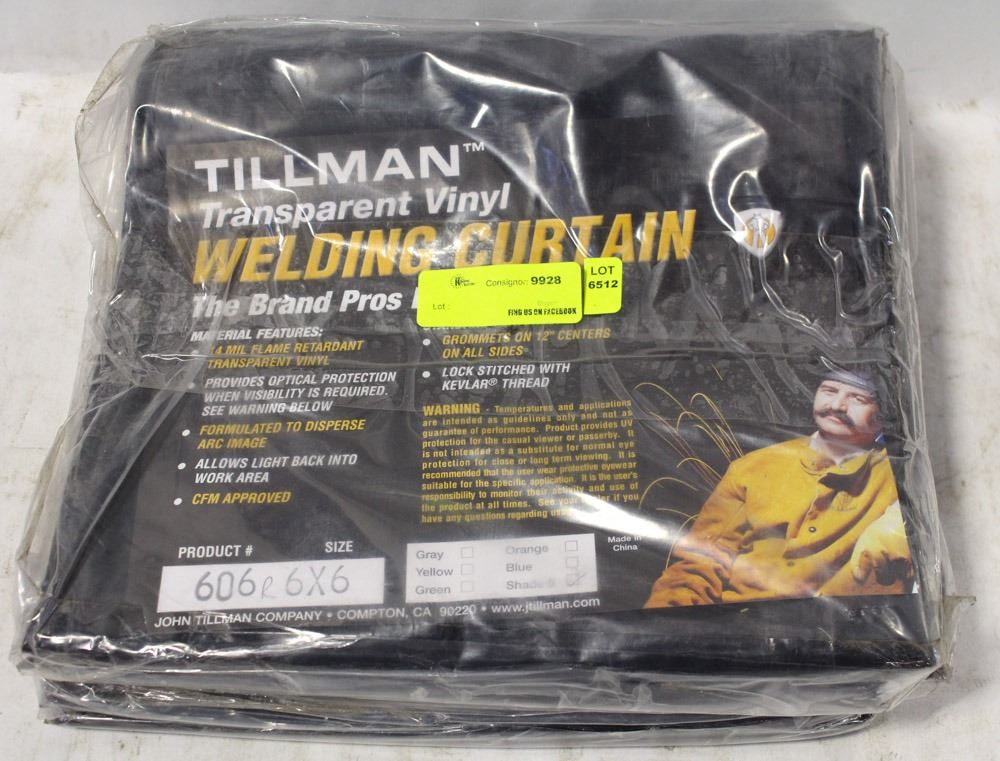 TILLMAN™
Transparent Vinyl
WELDING CURTAIN
The Brand Pros
Consignor: 9928
Lot :
FIND US ON FACEBOOK
LOT
6512
MATERIAL FEATURES:
14 MIL FLAME RETARDANT
TRANSPARENT VINYL
• PROVIDES OPTICAL PROTECTION
WHEN VISIBILITY IS REQUIRED.
SEE WARNING BELOW
• FORMULATED TO DISPERSE
ARC IMAGE
• ALLOWS LIGHT BACK INTO
WORK AREA
• CFM APPROVED
• GROMMETS ON 12" CENTERS
ON ALL SIDES
• LOCK STITCHED WITH
KEVLAR® THREAD
WARNING - Temperatures and applications
are intended as guidelines only and not as
guarantee of performance. Product provides UV
protection for the casual viewer or passerby. It
is not intended as a substitute for normal eye
protection for close or long term viewing. It is
recommended that the user wear protective eyewear
suitable for the specific application. It is the user's
responsibility to monitor their activity and use of
the product at all times. See your dealer if you
have any questions regarding
Made in
China
PRODUCT # SIZE
606R 6X6
Gray Orange
Yellow Blue
Green Shade 8
JOHN TILLMAN COMPANY • COMPTON, CA 90220 • www.jtillman.com